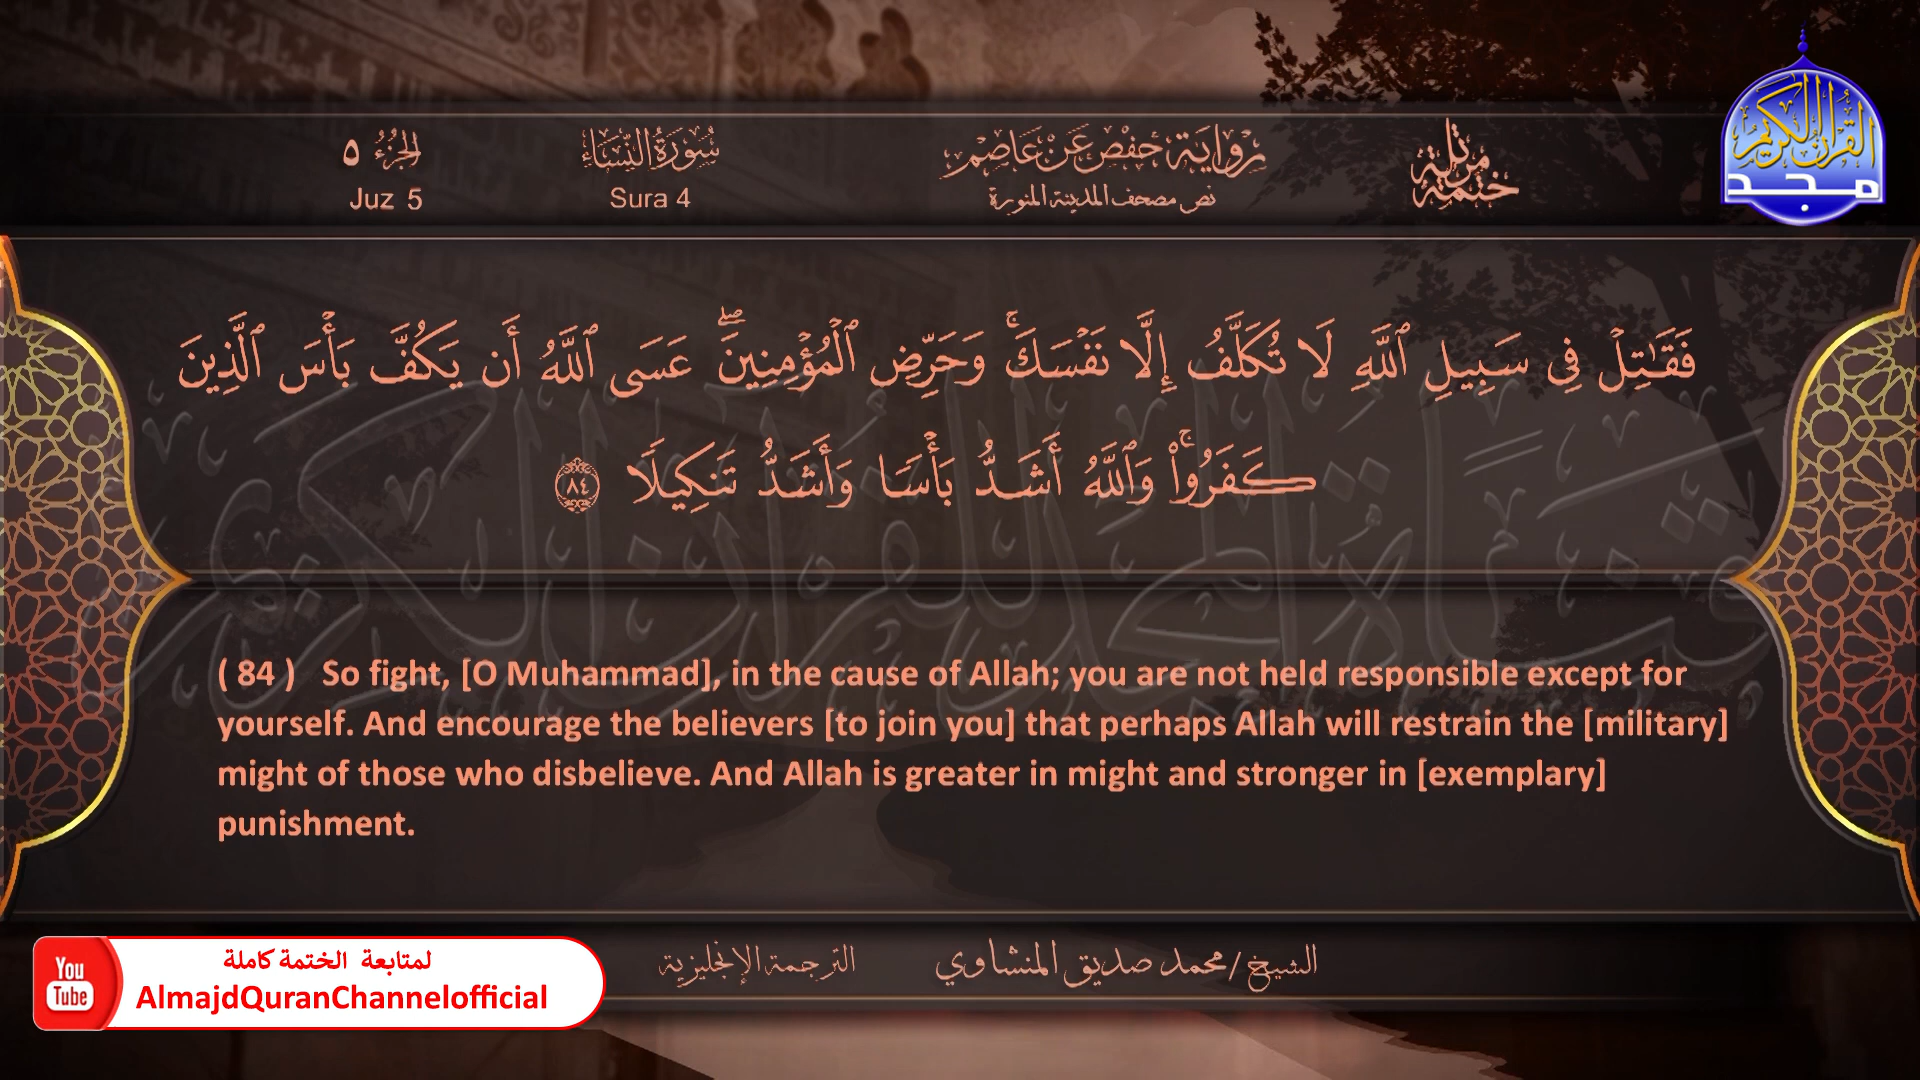 الجزء ٥
Juz 5
سورة النساء
Sura 4
رواية حفص عن عاصم
نص مصحف المدينة المنورة
ختمة مرتلة
القرآن الكريم
مجد
فَقَٰتِلْ فِى سَبِيلِ ٱللَّهِ لَا تُكَلَّفُ إِلَّا نَفْسَكَ ۚ وَحَرِّضِ ٱلْمُؤْمِنِينَ ۖ عَسَى ٱللَّهُ أَن يَكُفَّ بَأْسَ ٱلَّذِينَ
كَفَرُوا۟ ۚ وَٱللَّهُ أَشَدُّ بَأْسًا وَأَشَدُّ تَنكِيلًا ٨٤
قناة المجد للقرآن الكريم
( 84 ) So fight, [O Muhammad], in the cause of Allah; you are not held responsible except for
yourself. And encourage the believers [to join you] that perhaps Allah will restrain the [military]
might of those who disbelieve. And Allah is greater in might and stronger in [exemplary]
punishment.
You
Tube
لمتابعة الختمة كاملة
AlmajdQuranChannelofficial
الترجمة الإنجليزية
الشيخ / محمد صديق المنشاوي